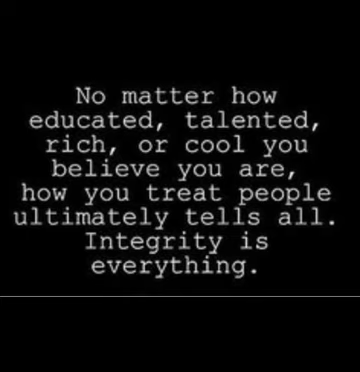 No matter how
educated, talented,
rich, or cool you
believe you are,
how you treat people
ultimately tells all.
Integrity is
everything.